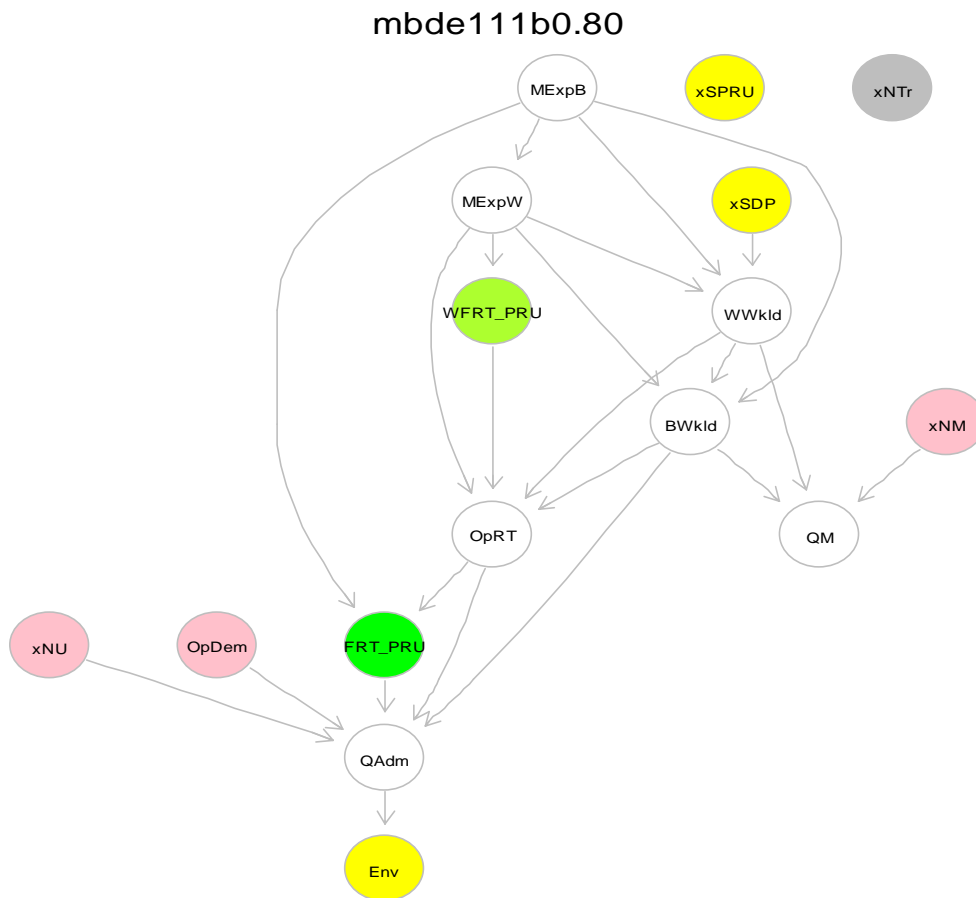 mbde111b0.80
MExpB
xSPRU
xNTr
MExpW
xSDP
WFRT_PRU
WWkld
BWkld
xNM
OpRT
QM
xNU
OpDem
FRT_PRU
QAdm
Env